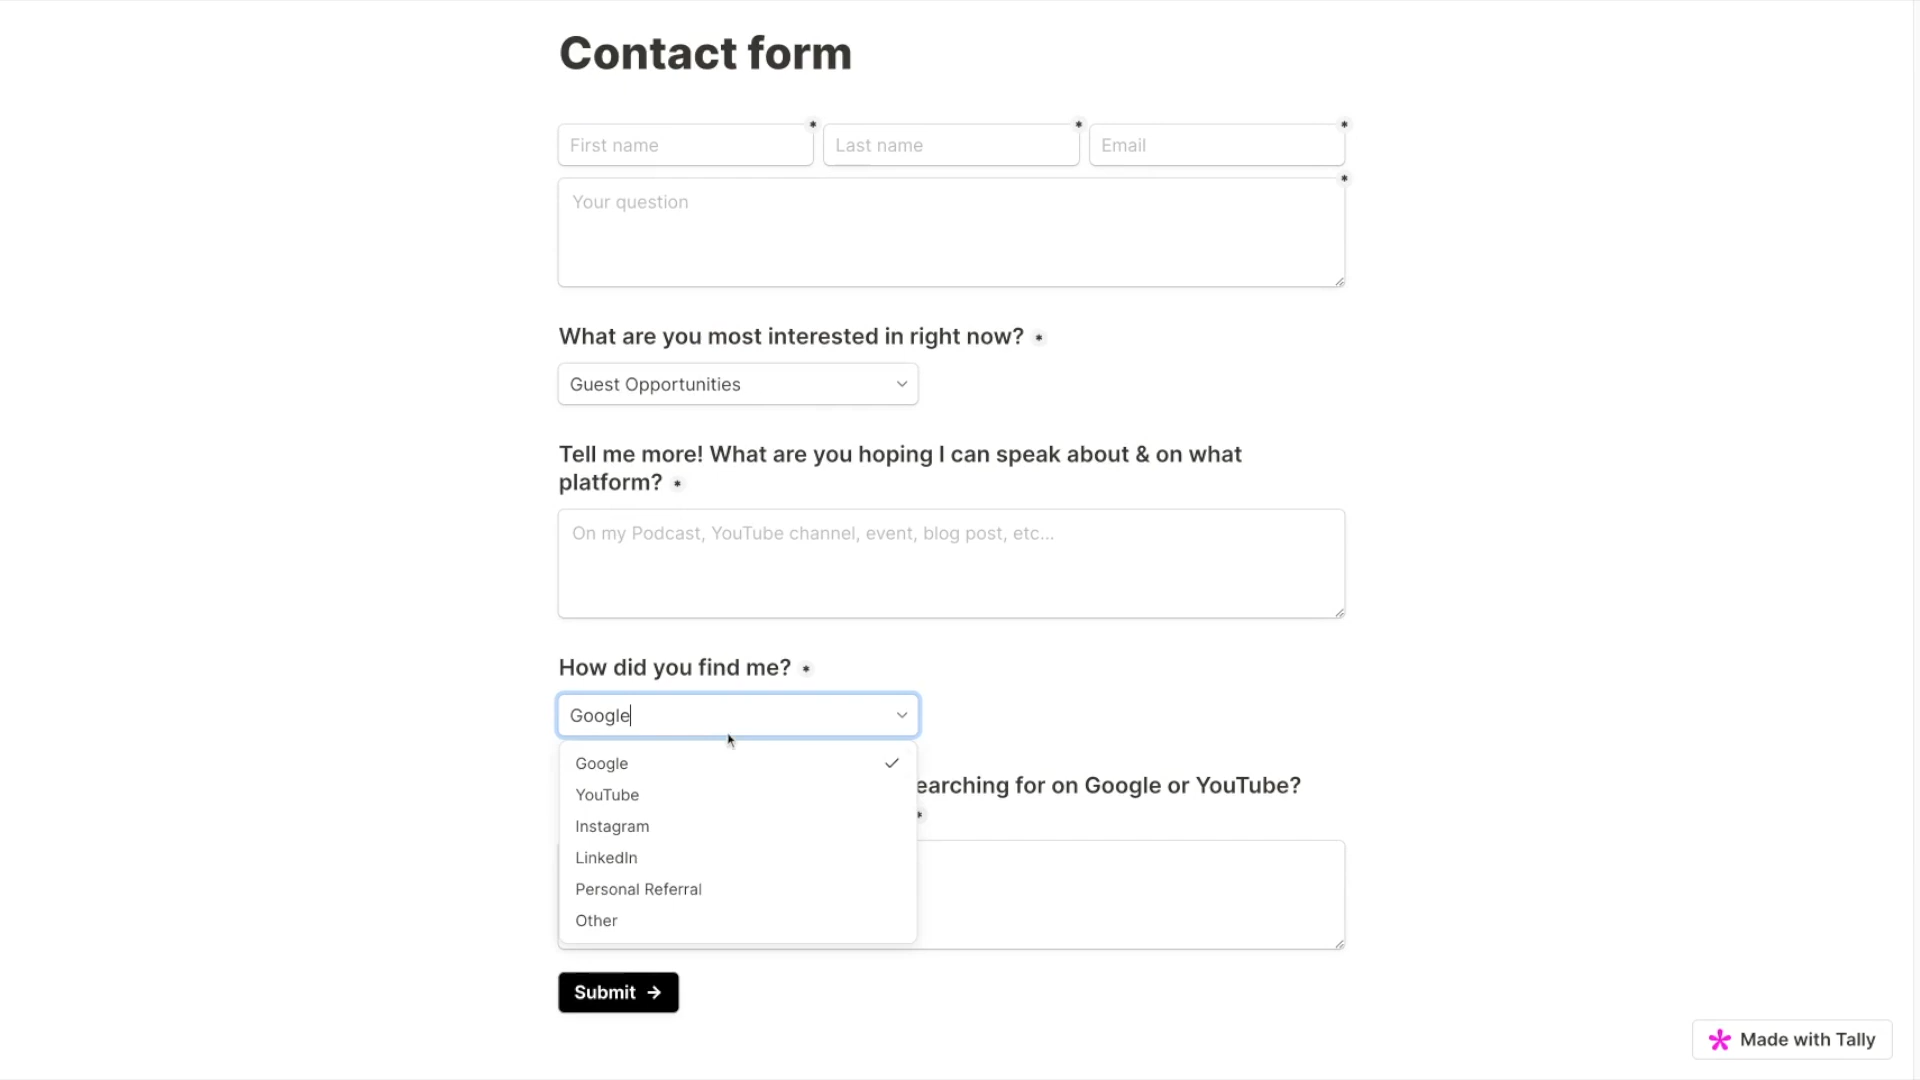 Contact form
First name * Last name * Email *
Your question *
What are you most interested in right now? *
Guest Opportunities
Tell me more! What are you hoping I can speak about & on what
platform? *
On my Podcast, YouTube channel, event, blog post, etc...
How did you find me? *
Google
Google
YouTube
Instagram
LinkedIn
Personal Referral
Other
searching for on Google or YouTube?
*
Submit →
Made with Tally